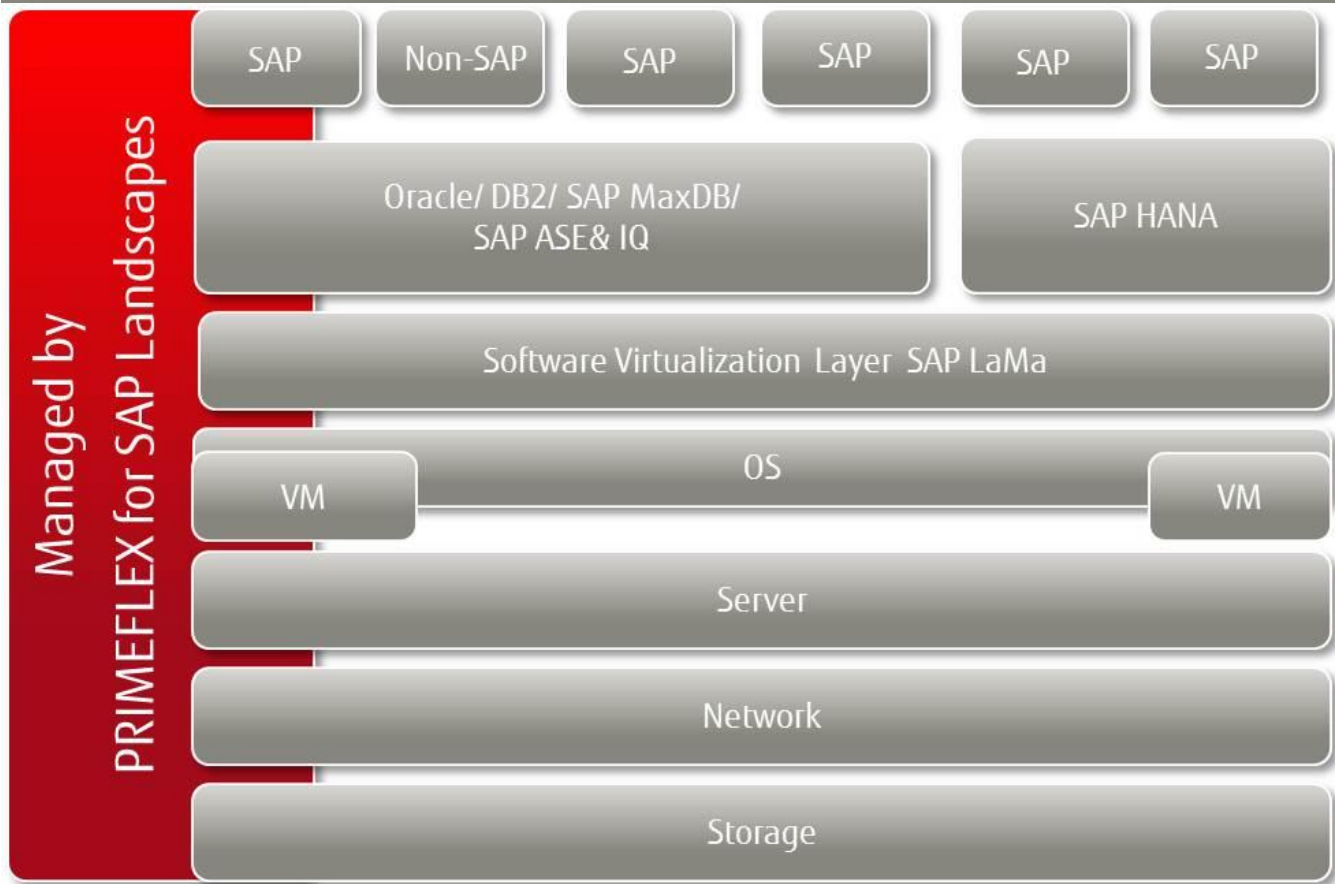 Managed by
PRIMEFLEX for SAP Landscapes
SAP
Non-SAP
SAP
SAP
SAP
SAP
Oracle/ DB2/ SAP MaxDB/
SAP ASE& IQ
SAP HANA
Software Virtualization Layer SAP LaMa
OS
VM
VM
Server
Network
Storage